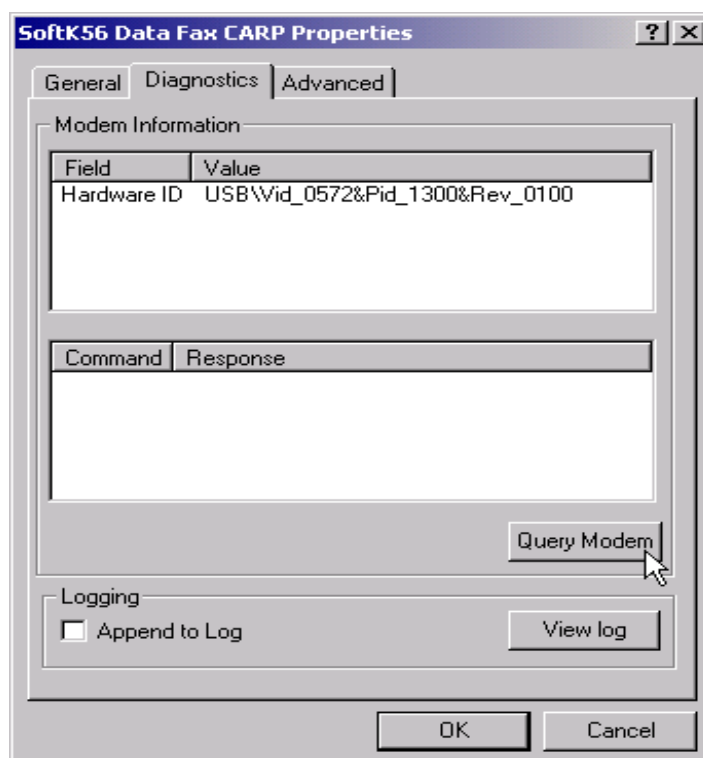 SoftK56 Data Fax CARP Properties
General Diagnostics Advanced
Modem Information
Field Value
Hardware ID USB\Vid_0572&Pid_1300&Rev_0100
Command Response
Query Modem
Logging
Append to Log View log
OK Cancel